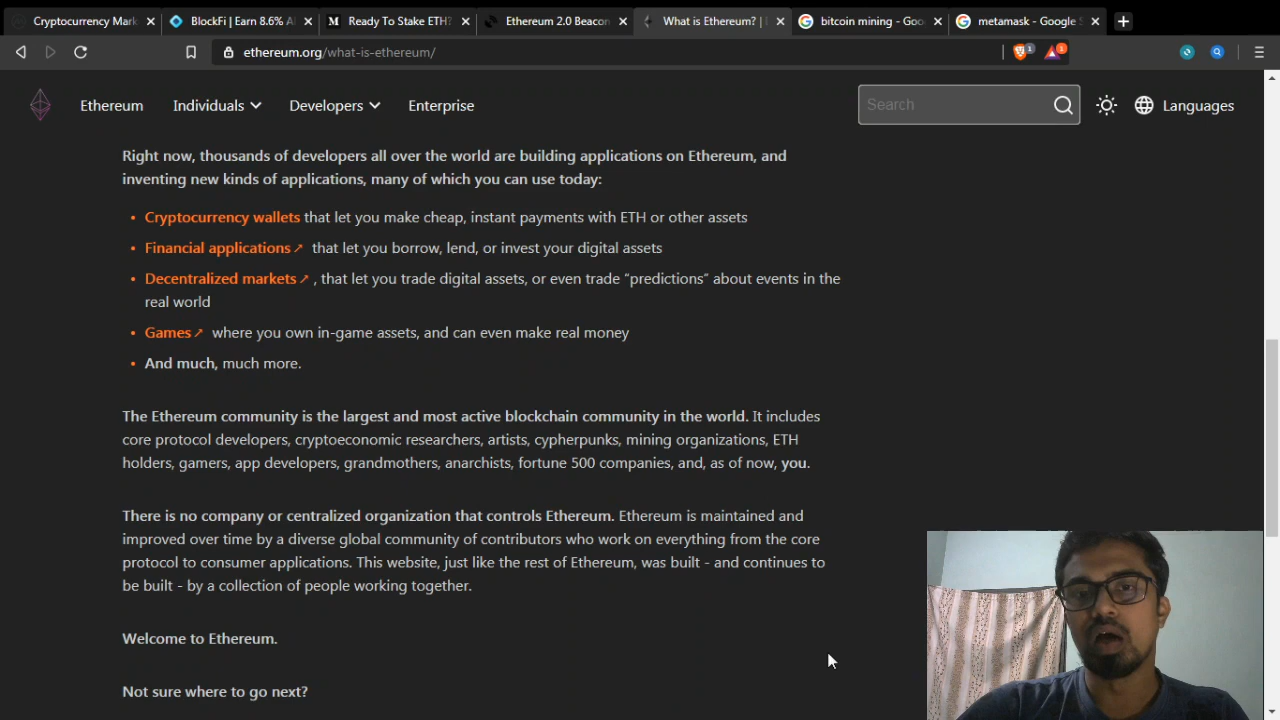 Cryptocurrency Mark
BlockFi | Earn 8.6% A
Ready To Stake ETH?
Ethereum 2.0 Beacon
What is Ethereum? |
bitcoin mining - Goo
metamask - Google S
ethereum.org/what-is-ethereum/
1
1
Ethereum
Individuals
Developers
Enterprise
Search
Languages
Right now, thousands of developers all over the world are building applications on Ethereum, and
inventing new kinds of applications, many of which you can use today:
• Cryptocurrency wallets that let you make cheap, instant payments with ETH or other assets
• Financial applications ↗ that let you borrow, lend, or invest your digital assets
• Decentralized markets ↗ , that let you trade digital assets, or even trade “predictions” about events in the
real world
• Games ↗ where you own in-game assets, and can even make real money
• And much, much more.
The Ethereum community is the largest and most active blockchain community in the world. It includes
core protocol developers, cryptoeconomic researchers, artists, cypherpunks, mining organizations, ETH
holders, gamers, app developers, grandmothers, anarchists, fortune 500 companies, and, as of now, you.
There is no company or centralized organization that controls Ethereum. Ethereum is maintained and
improved over time by a diverse global community of contributors who work on everything from the core
protocol to consumer applications. This website, just like the rest of Ethereum, was built - and continues to
be built - by a collection of people working together.
Welcome to Ethereum.
Not sure where to go next?